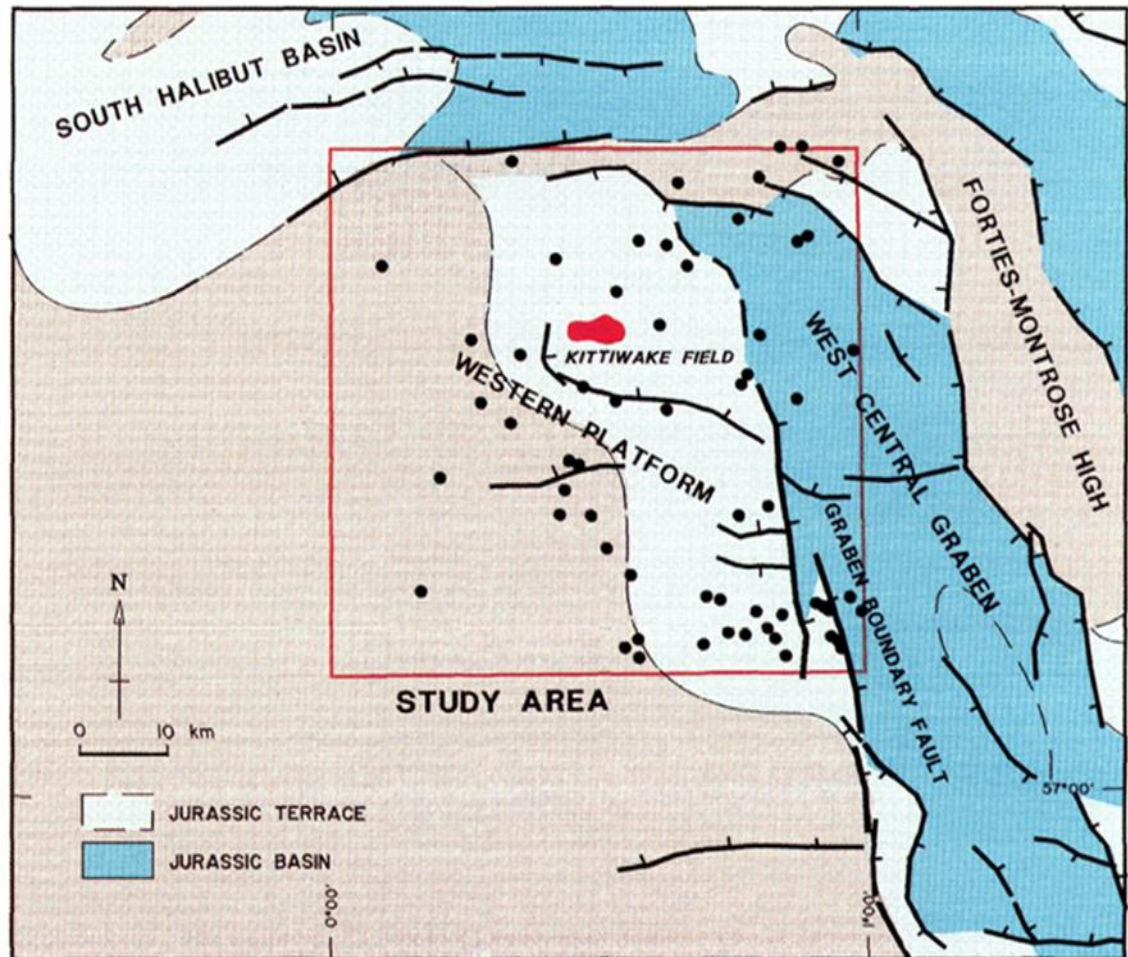 SOUTH HALIBUT BASIN
FORTIES-MONTROSE HIGH
KITTIWAKE FIELD
WESTERN PLATFORM
WEST CENTRAL GRABEN
GRABEN BOUNDARY FAULT
N
STUDY AREA
0 10 km
57°00'
JURASSIC TERRACE
JURASSIC BASIN
0°00'
1°00'